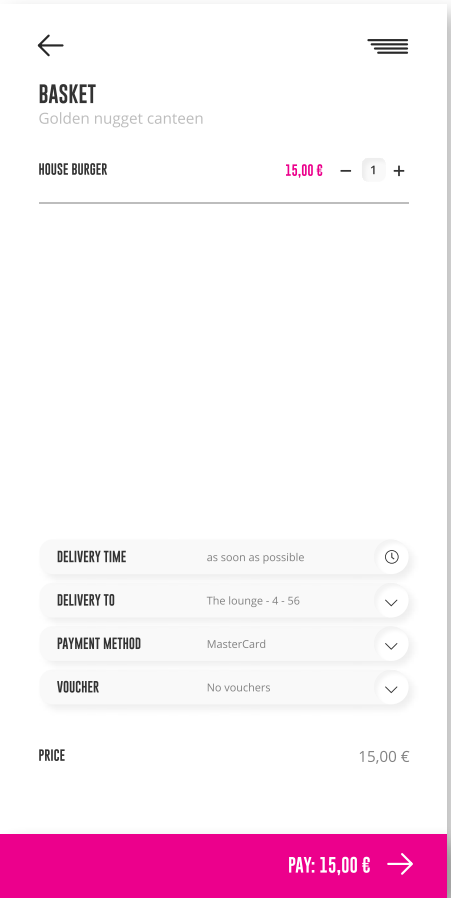 BASKET
Golden nugget canteen
HOUSE BURGER 15,00 € − 1 +
DELIVERY TIME as soon as possible
DELIVERY TO The lounge - 4 - 56
PAYMENT METHOD MasterCard
VOUCHER No vouchers
PRICE 15,00 €
PAY: 15,00 €